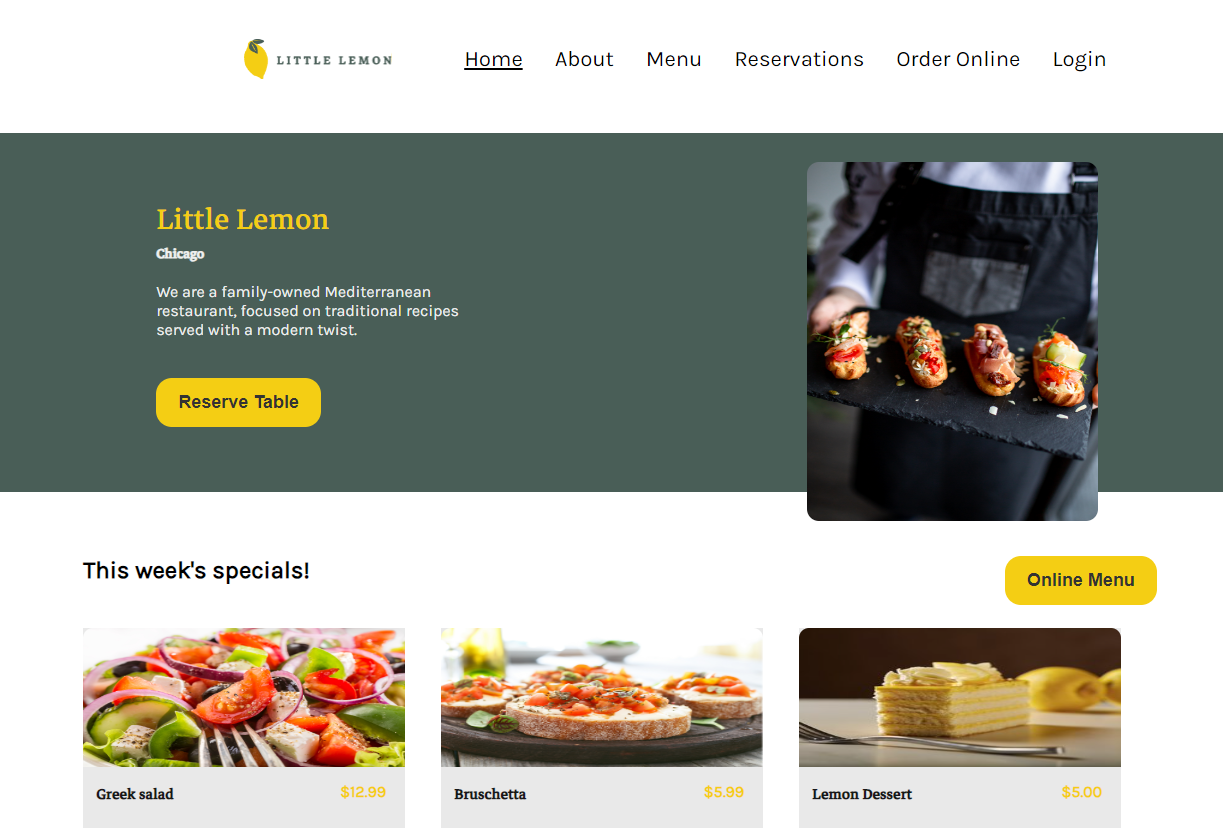 LITTLE LEMON
Home About Menu Reservations Order Online Login
Little Lemon
Chicago
We are a family-owned Mediterranean
restaurant, focused on traditional recipes
served with a modern twist.
Reserve Table
This week's specials!
Online Menu
Greek salad $12.99
Bruschetta $5.99
Lemon Dessert $5.00